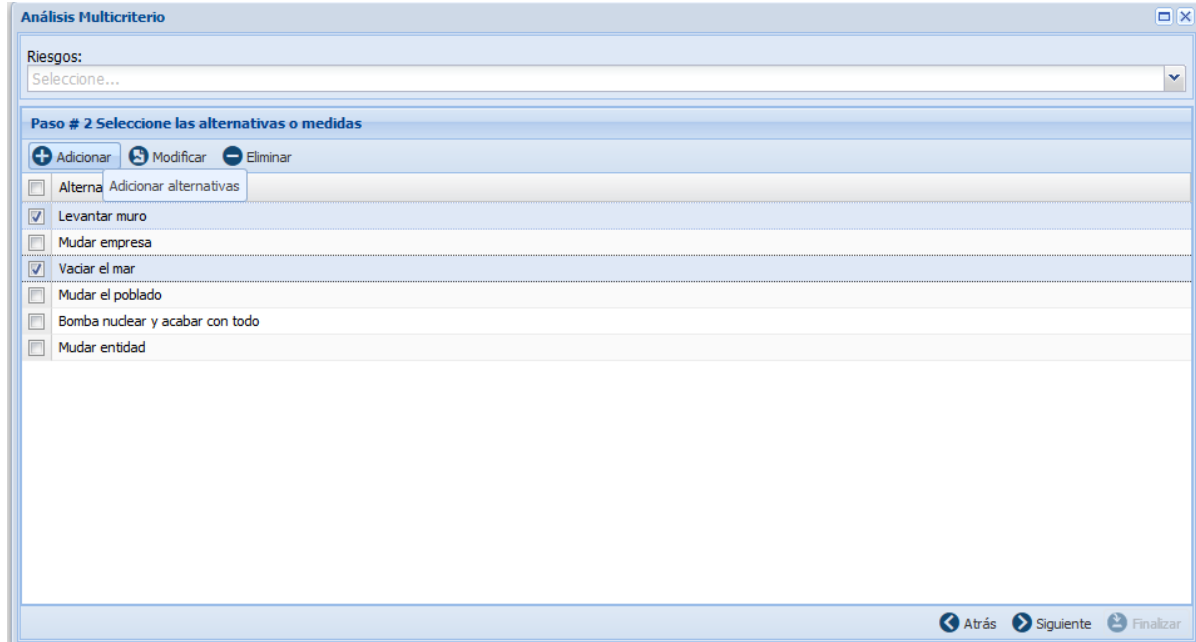 Análisis Multicriterio
Riesgos:
Seleccione...
Paso # 2 Seleccione las alternativas o medidas
Adicionar Modificar Eliminar
Alterna
Adicionar alternativas
Levantar muro
Mudar empresa
Vaciar el mar
Mudar el poblado
Bomba nuclear y acabar con todo
Mudar entidad
Atrás Siguiente Finalizar